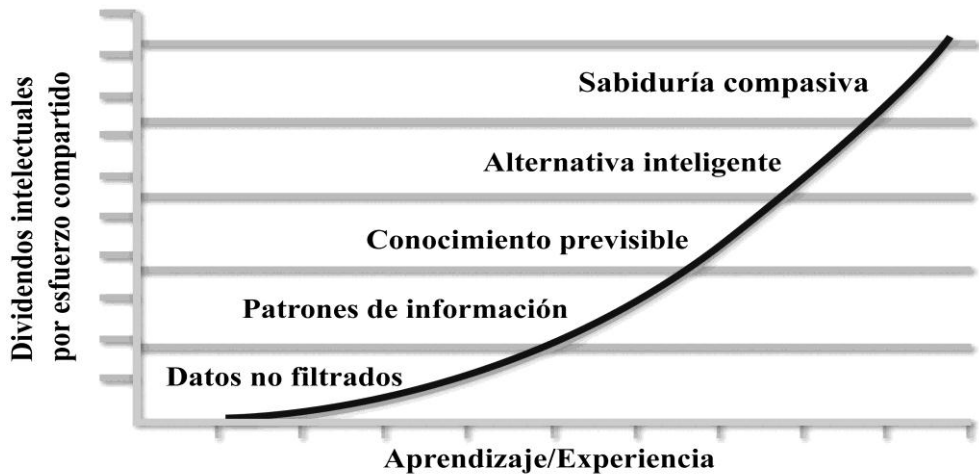 Dividendos intelectuales
por esfuerzo compartido
Sabiduría compasiva
Alternativa inteligente
Conocimiento previsible
Patrones de información
Datos no filtrados
Aprendizaje/Experiencia